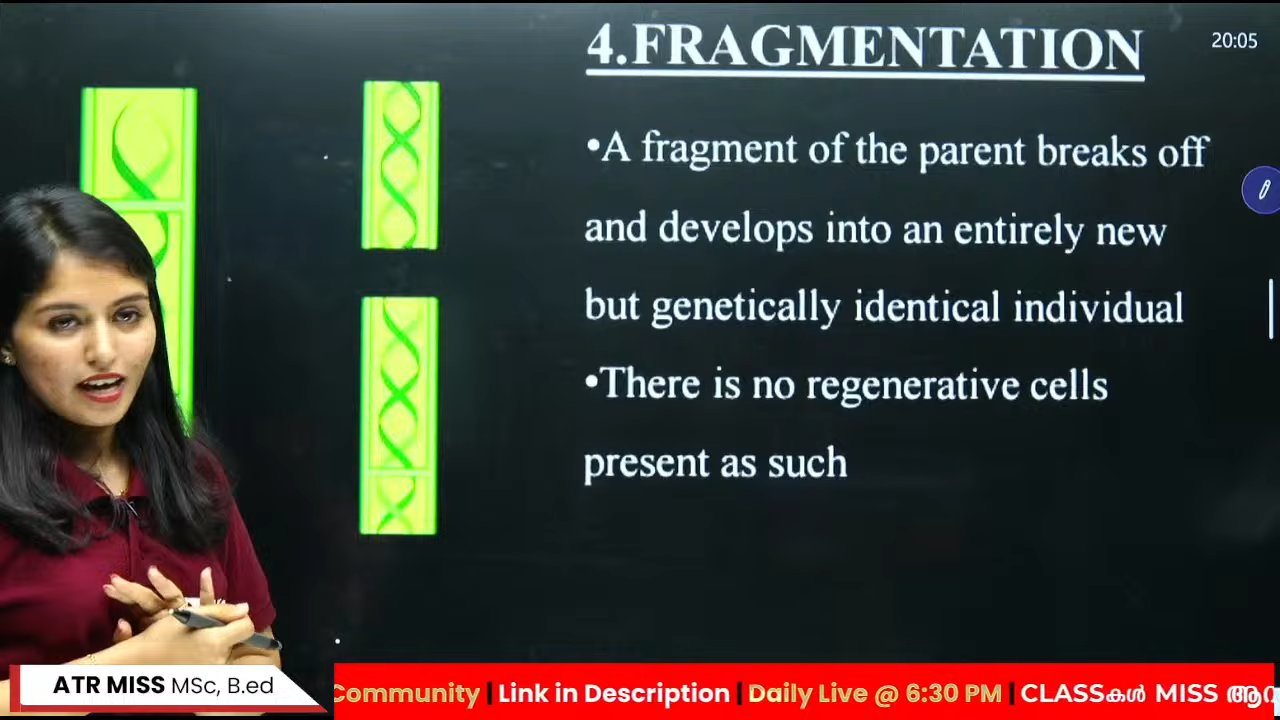 4.FRAGMENTATION
20:05
•A fragment of the parent breaks off
and develops into an entirely new
but genetically identical individual
•There is no regenerative cells
present as such
ATR MISS MSc, B.ed
Community | Link in Description | Daily Live @ 6:30 PM | CLASSകൾ MISS